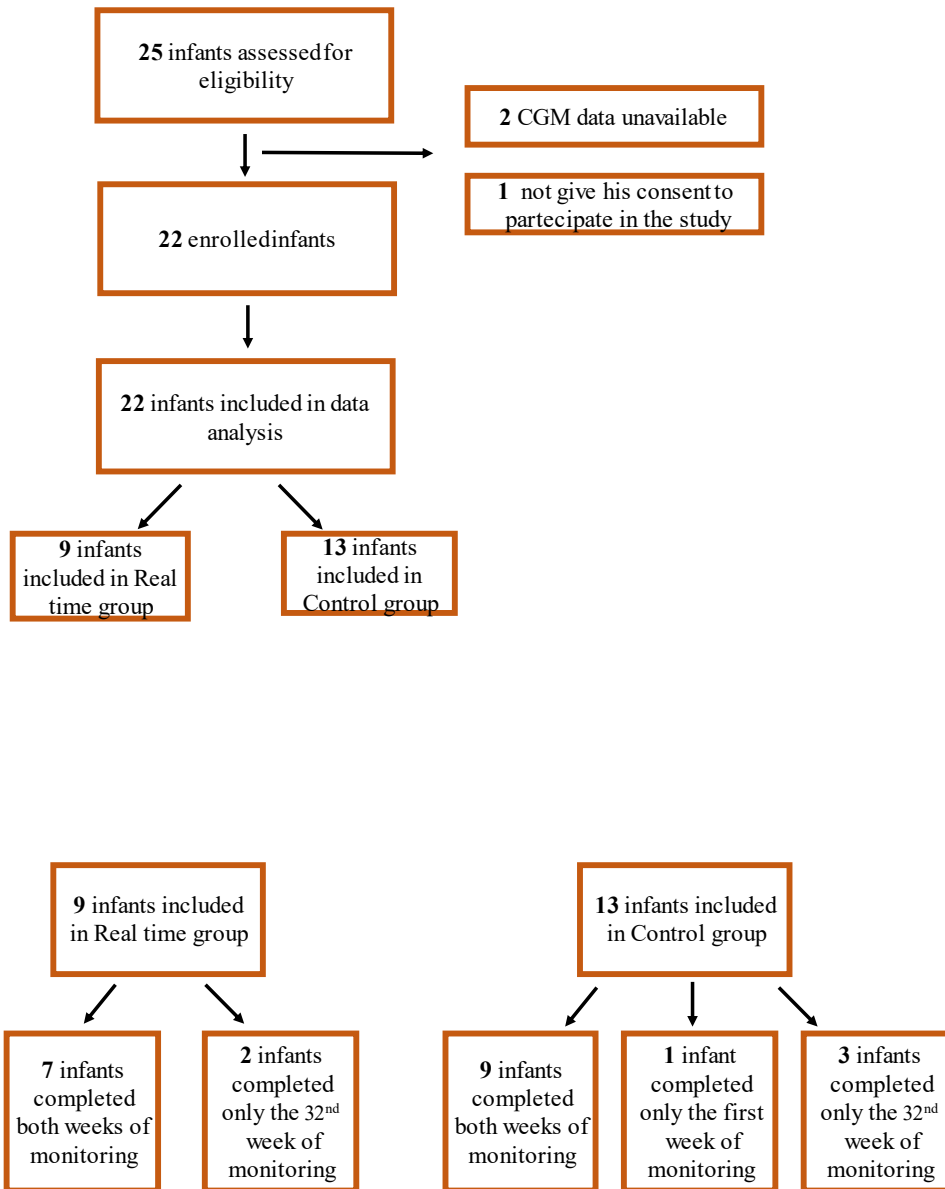 25 infants assessed for
eligibility
2 CGM data unavailable
1 not give his consent to
partecipate in the study
22 enrolled infants
22 infants included in data
analysis
9 infants
included in Real
time group
13 infants
included in
Control group
9 infants included
in Real time group
13 infants included
in Control group
7 infants
completed
both weeks of
monitoring
2 infants
completed
only the 32nd
week of
monitoring
9 infants
completed
both weeks of
monitoring
1 infant
completed
only the first
week of
monitoring
3 infants
completed
only the 32nd
week of
monitoring